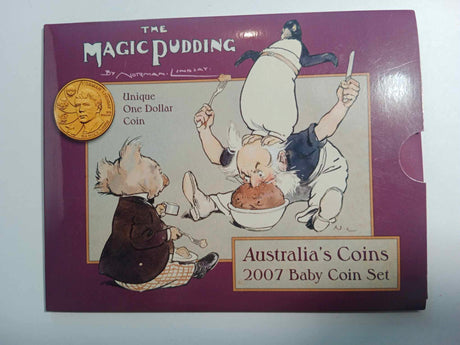 THE
MAGIC PUDDING
BY NORMAN LINDSAY
Unique
One Dollar
Coin
Australia's Coins
2007 Baby Coin Set